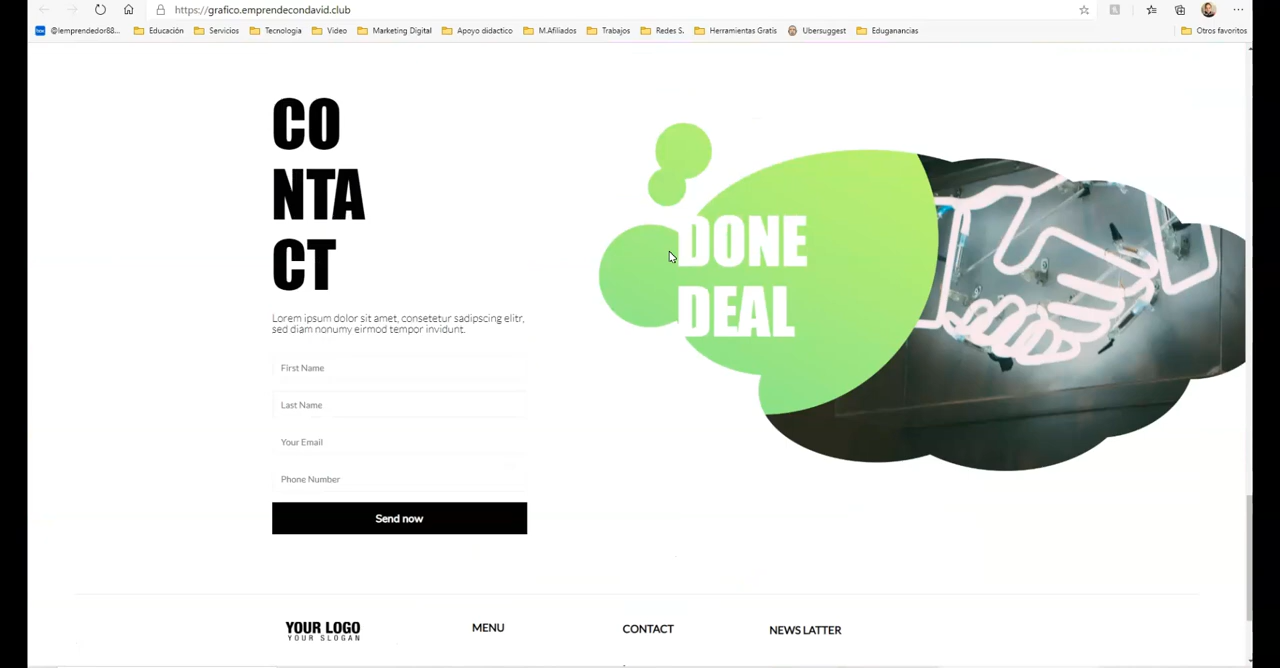 https://grafico.emprendecondavid.club
@lemprendedor88... Educación Servicios Tecnologia Video Marketing Digital Apoyo didactico M.Afiliados Trabajos Redes S. Herramientas Gratis Ubersuggest Eduganancias Otros favoritos
CO
NTA
CT
Lorem ipsum dolor sit amet, consetetur sadipscing elitr,
sed diam nonumy eirmod tempor invidunt.
First Name
Last Name
Your Email
Phone Number
Send now
DONE
DEAL
YOUR LOGO
YOUR SLOGAN
MENU
CONTACT
NEWS LATTER